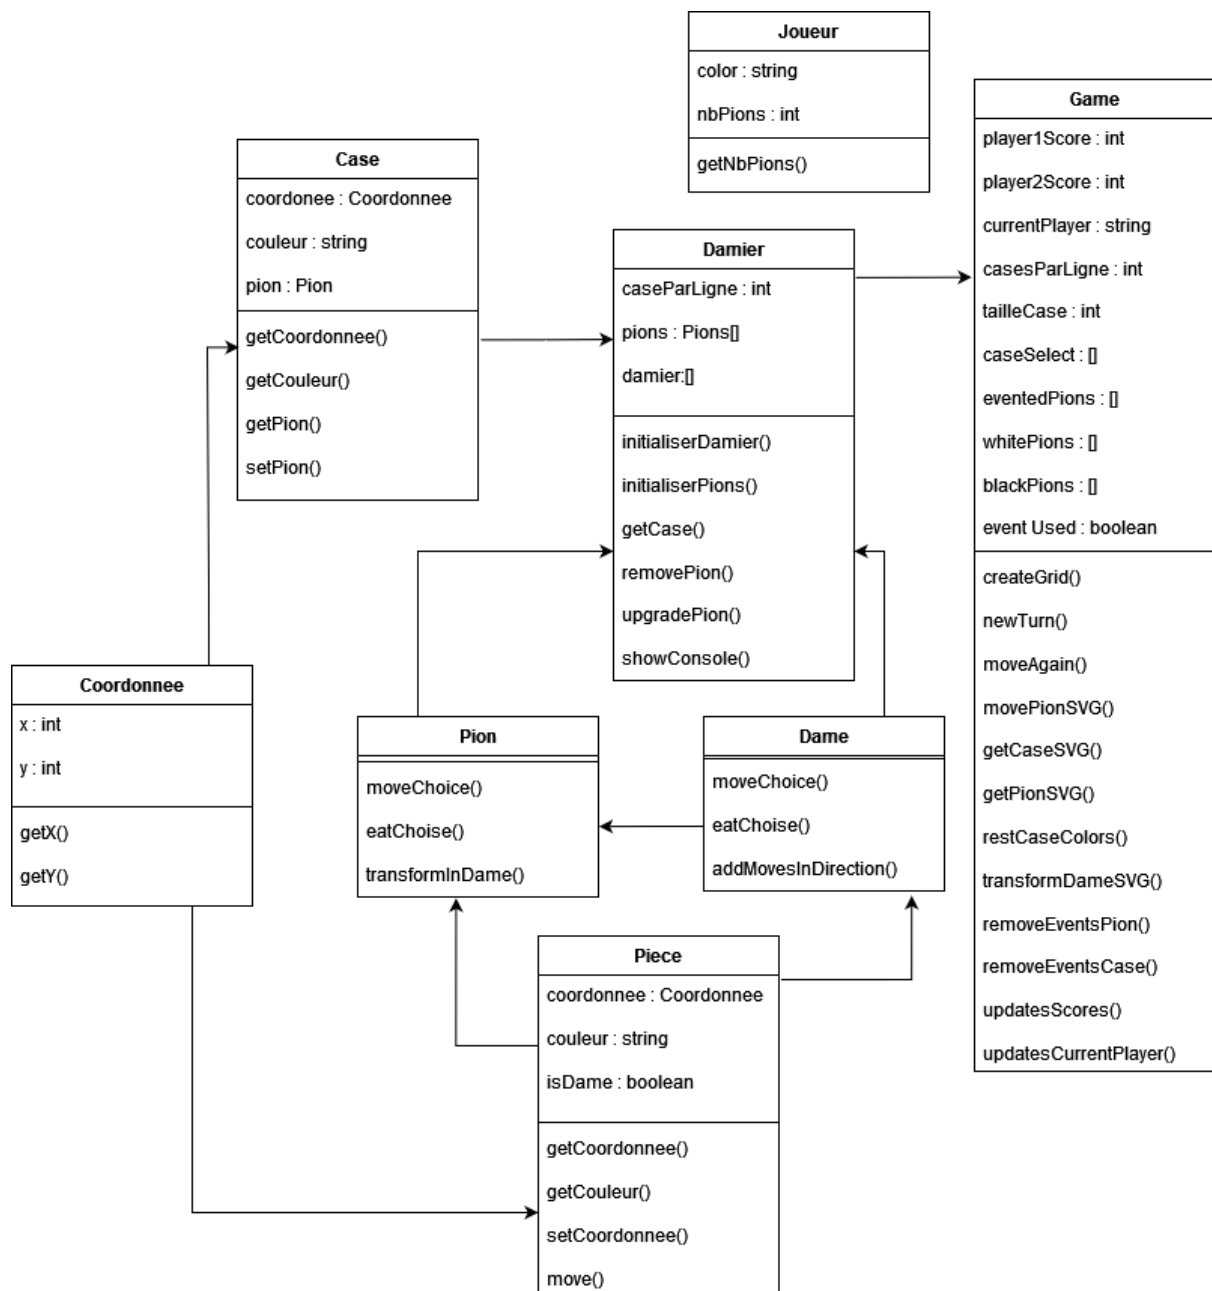 Joueur
color : string
nbPions : int
getNbPions()
Game
player1Score : int
player2Score : int
currentPlayer : string
casesParLigne : int
tailleCase : int
caseSelect : []
eventedPions : []
whitePions : []
blackPions : []
event Used : boolean
createGrid()
newTurn()
moveAgain()
movePionSVG()
getCaseSVG()
getPionSVG()
restCaseColors()
transformDameSVG()
removeEventsPion()
removeEventsCase()
updatesScores()
updatesCurrentPlayer()
Case
coordonee : Coordonnee
couleur : string
pion : Pion
getCoordonnee()
getCouleur()
getPion()
setPion()
Damier
caseParLigne : int
pions : Pions[]
damier:[]
initialiserDamier()
initialiserPions()
getCase()
removePion()
upgradePion()
showConsole()
Coordonnee
x : int
y : int
getX()
getY()
Pion
moveChoice()
eatChoise()
transformInDame()
Dame
moveChoice()
eatChoise()
addMovesInDirection()
Piece
coordonnee : Coordonnee
couleur : string
isDame : boolean
getCoordonnee()
getCouleur()
setCoordonnee()
move()